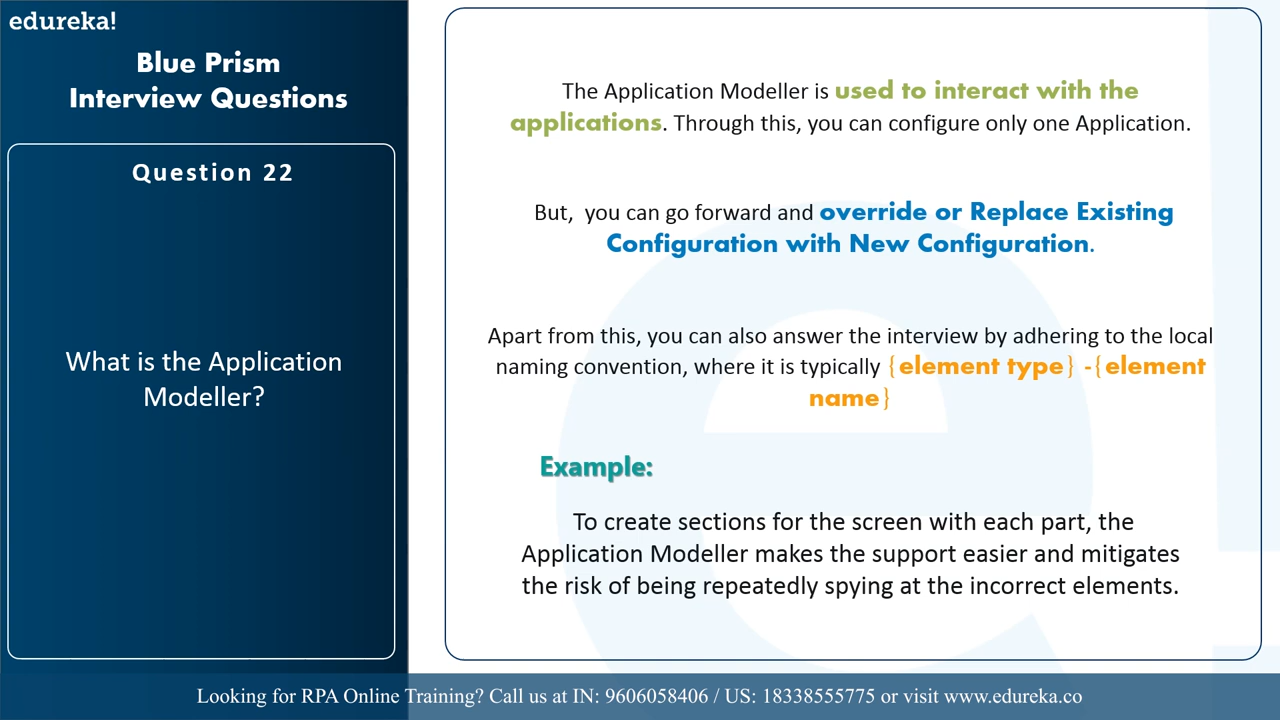 edureka!
Blue Prism
Interview Questions
Question 22
What is the Application
Modeller?
The Application Modeller is used to interact with the
applications. Through this, you can configure only one Application.
But, you can go forward and override or Replace Existing
Configuration with New Configuration.
Apart from this, you can also answer the interview by adhering to the local
naming convention, where it is typically {element type} -{element
name}
Example:
To create sections for the screen with each part, the
Application Modeller makes the support easier and mitigates
the risk of being repeatedly spying at the incorrect elements.
Looking for RPA Online Training? Call us at IN: 9606058406 / US: 18338555775 or visit www.edureka.co